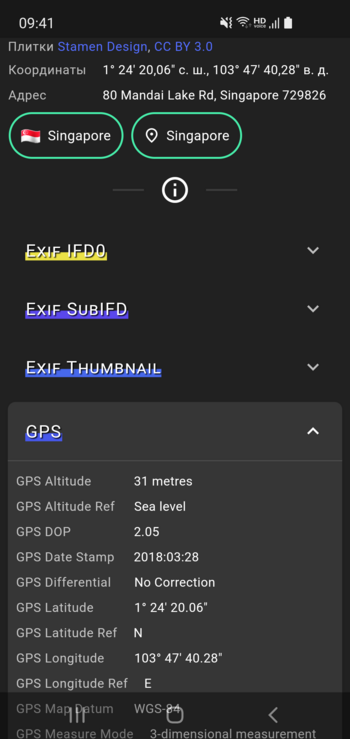 09:41
HD
VOICE
Плитки Stamen Design, CC BY 3.0
Координаты 1° 24' 20,06" с. ш., 103° 47' 40,28" в. д.
Адрес 80 Mandai Lake Rd, Singapore 729826
Singapore Singapore
Exif IFD0
Exif SubIFD
Exif Thumbnail
GPS
GPS Altitude 31 metres
GPS Altitude Ref Sea level
GPS DOP 2.05
GPS Date Stamp 2018:03:28
GPS Differential No Correction
GPS Latitude 1° 24' 20.06"
GPS Latitude Ref N
GPS Longitude 103° 47' 40.28"
GPS Longitude Ref E
GPS Map Datum WGS-84
GPS Measure Mode 3-dimensional measurement